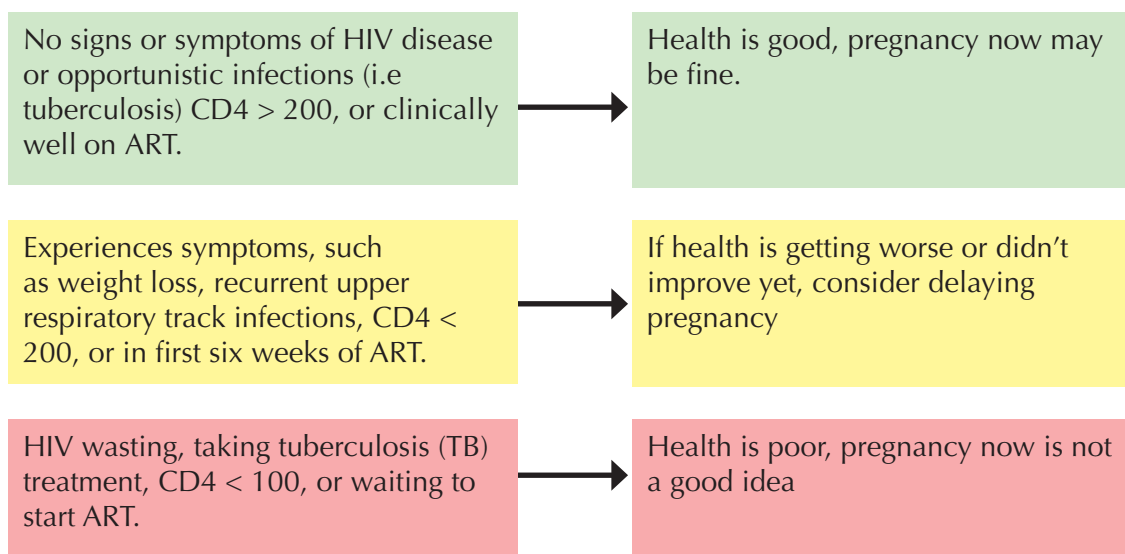 No signs or symptoms of HIV disease
or opportunistic infections (i.e
tuberculosis) CD4 > 200, or clinically
well on ART.
Health is good, pregnancy now may
be fine.
Experiences symptoms, such
as weight loss, recurrent upper
respiratory track infections, CD4 <
200, or in first six weeks of ART.
If health is getting worse or didn't
improve yet, consider delaying
pregnancy
HIV wasting, taking tuberculosis (TB)
treatment, CD4 < 100, or waiting to
start ART.
Health is poor, pregnancy now is not
a good idea